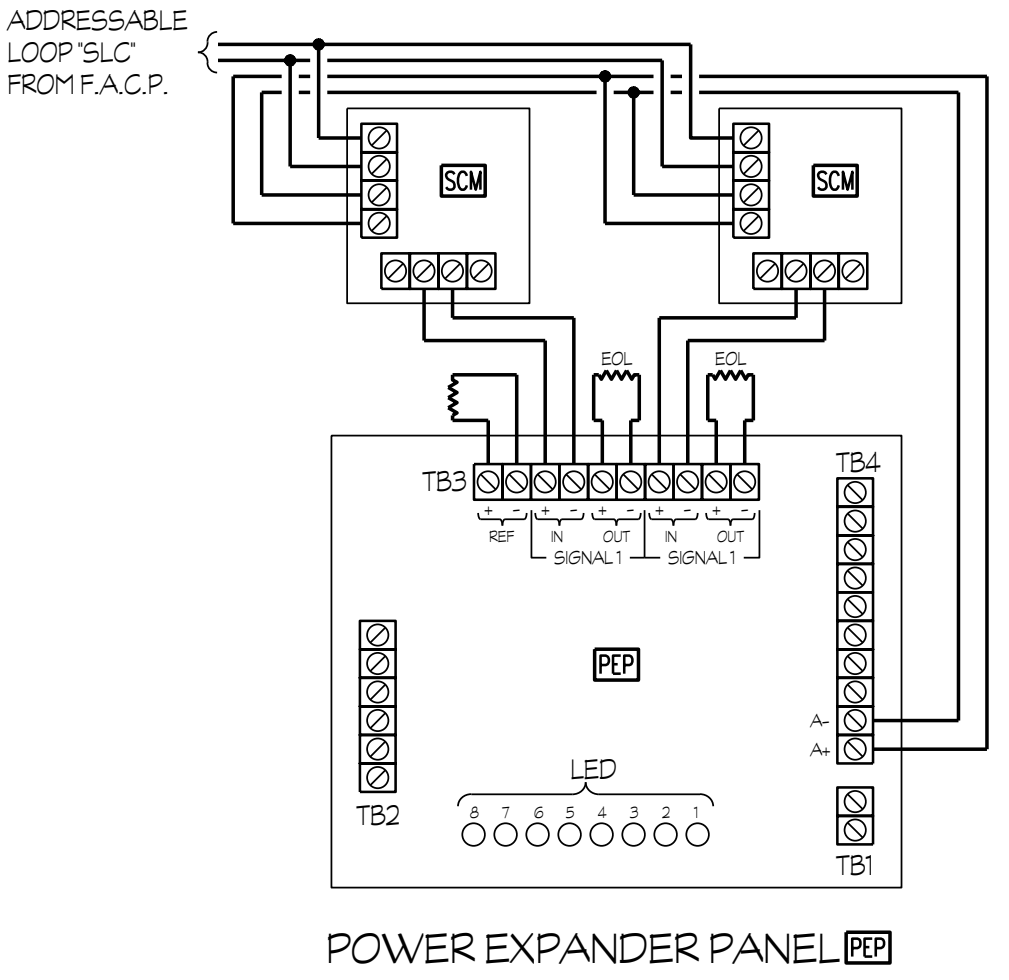 ADDRESSABLE
LOOP "SLC"
FROM F.A.C.P.
SCM
SCM
EOL
EOL
TB3
TB4
+ - + - + - + - + -
REF IN OUT IN OUT
SIGNAL 1 SIGNAL 1
PEP
A-
A+
LED
TB2
8 7 6 5 4 3 2 1
TB1
POWER EXPANDER PANEL PEP